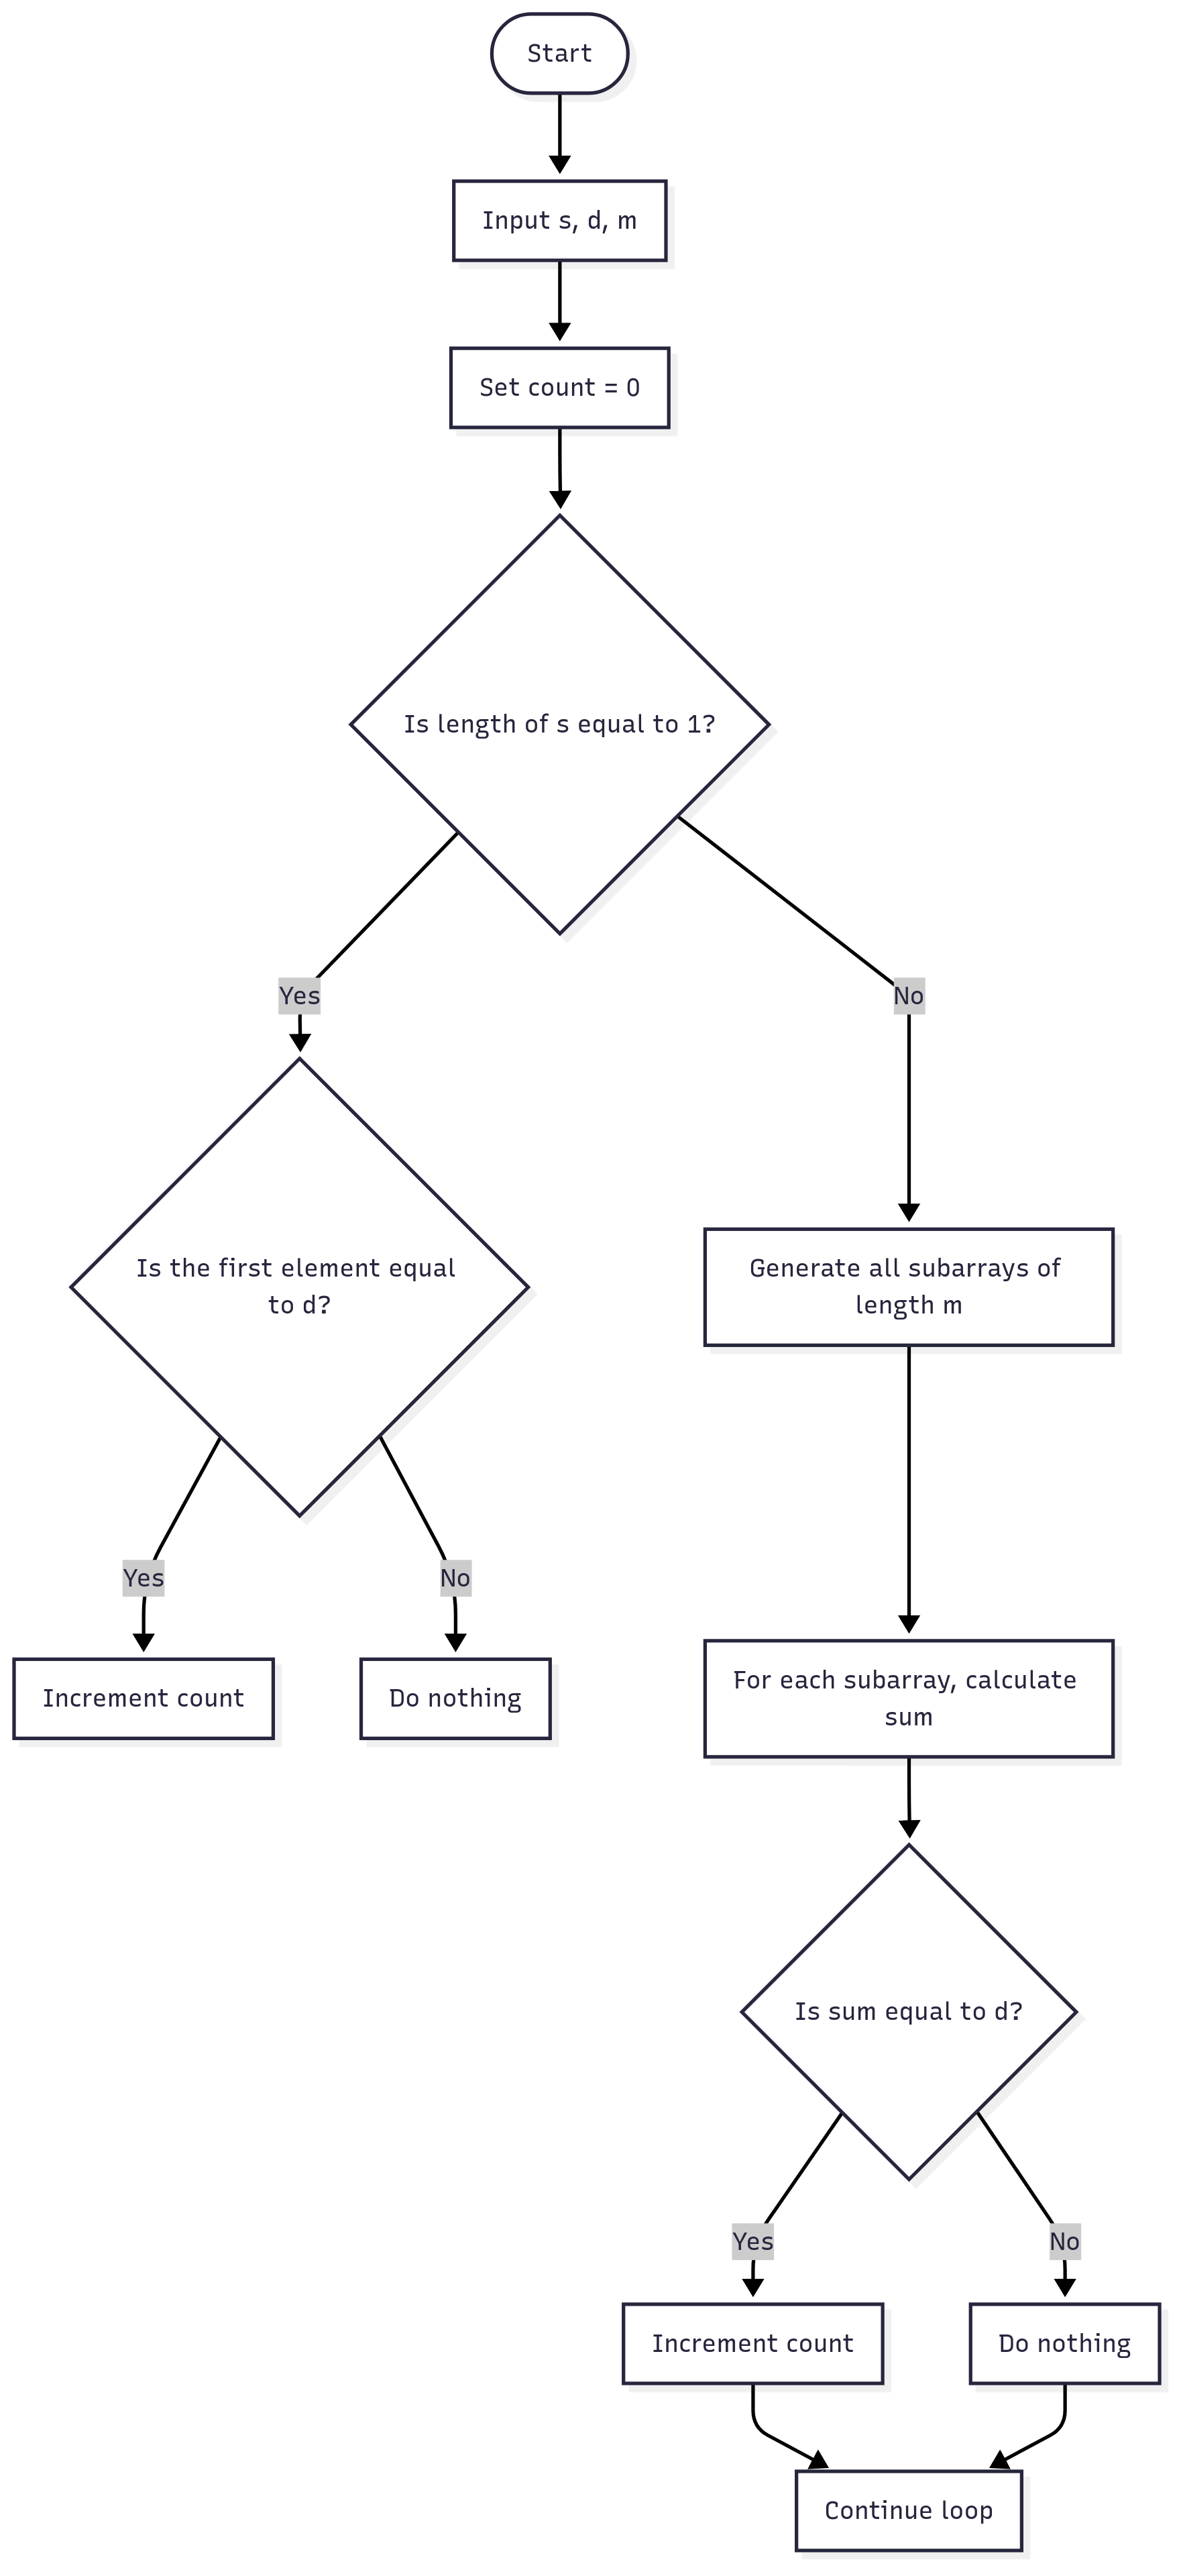 Start
Input s, d, m
Set count = 0
Is length of s equal to 1?
Yes
No
Is the first element equal
to d?
Generate all subarrays of
length m
Yes
No
Increment count
Do nothing
For each subarray, calculate
sum
Is sum equal to d?
Yes
No
Increment count
Do nothing
Continue loop